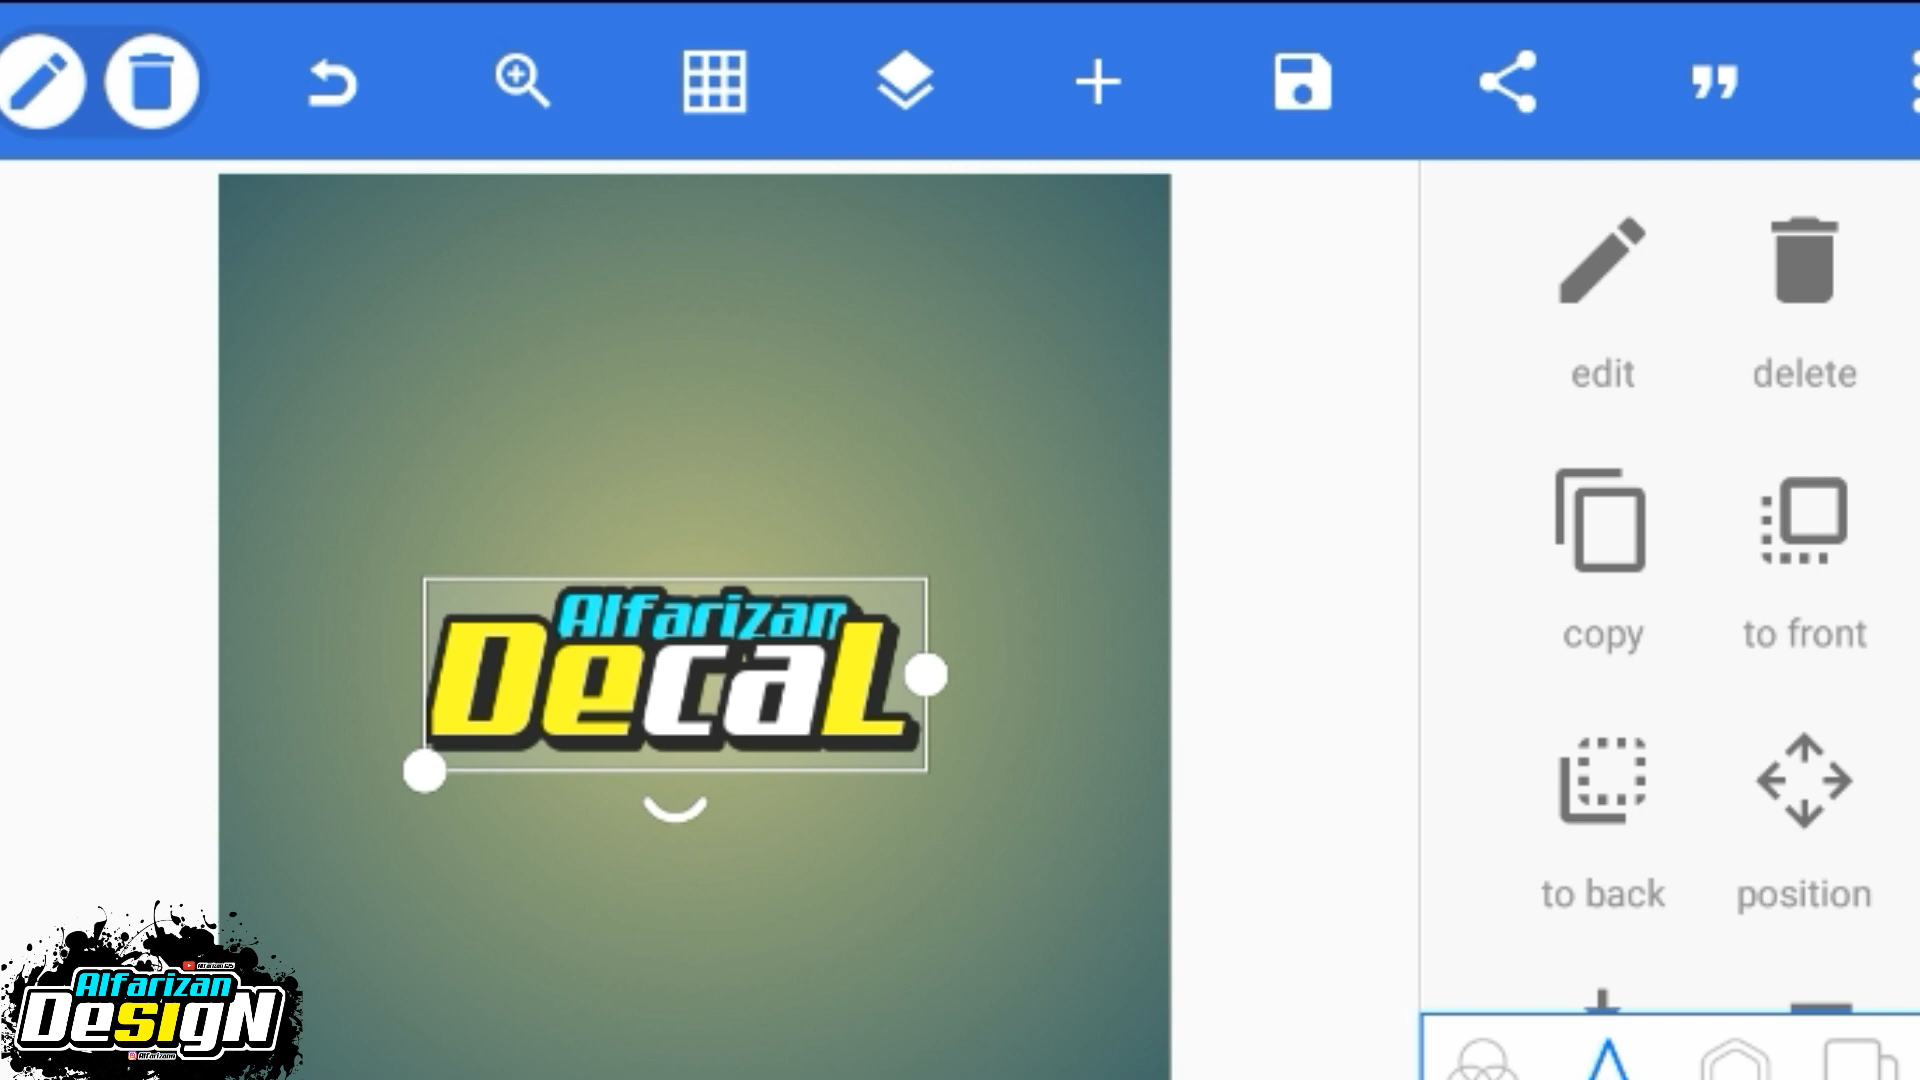 edit
delete
Alfarizan
DecaL
copy
to front
to back
position
Alfarizan
DesigN